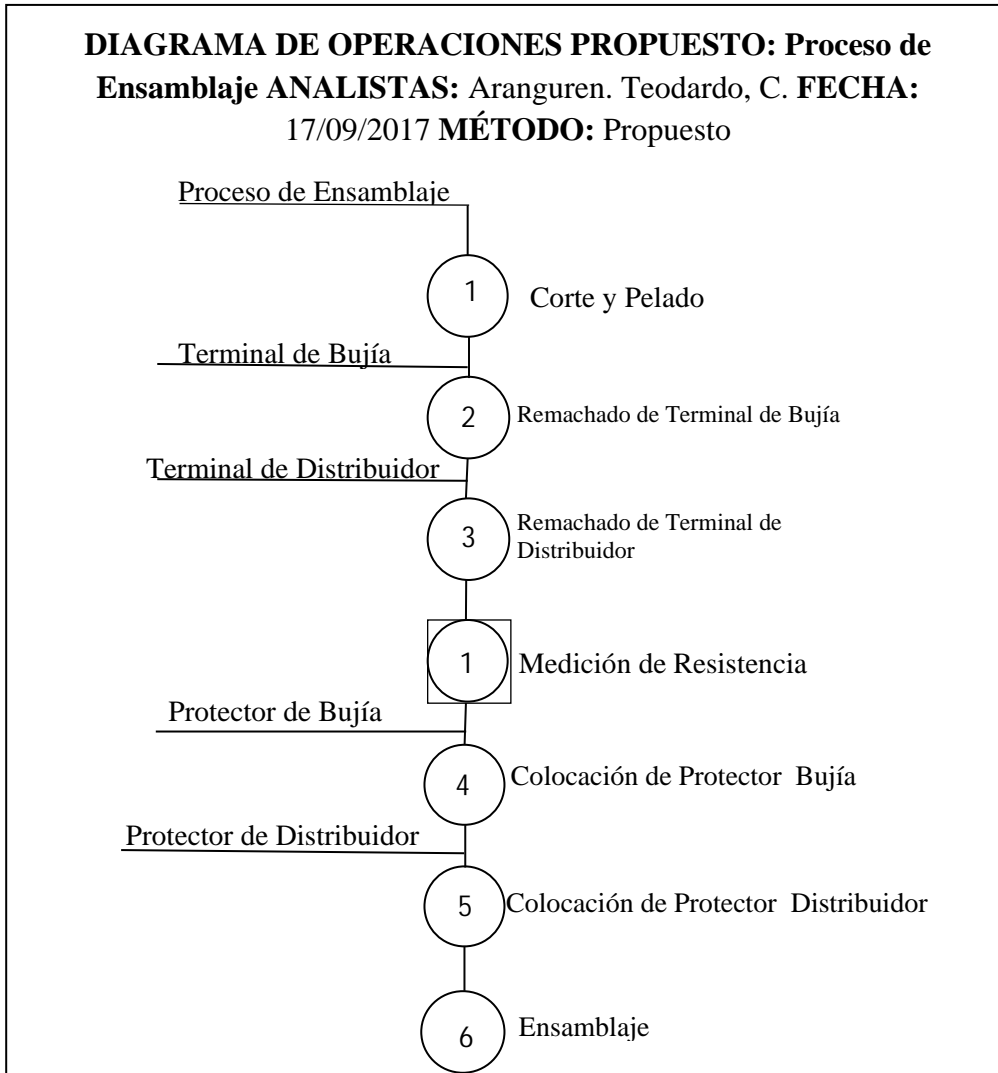 DIAGRAMA DE OPERACIONES PROPUESTO: Proceso de
Ensamblaje ANALISTAS: Aranguren. Teodardo, C. FECHA:
17/09/2017 MÉTODO: Propuesto
Proceso de Ensamblaje
1
Corte y Pelado
Terminal de Bujía
2
Remachado de Terminal de Bujía
Terminal de Distribuidor
3
Remachado de Terminal de
Distribuidor
1
Medición de Resistencia
Protector de Bujía
4
Colocación de Protector Bujía
Protector de Distribuidor
5
Colocación de Protector Distribuidor
6
Ensamblaje